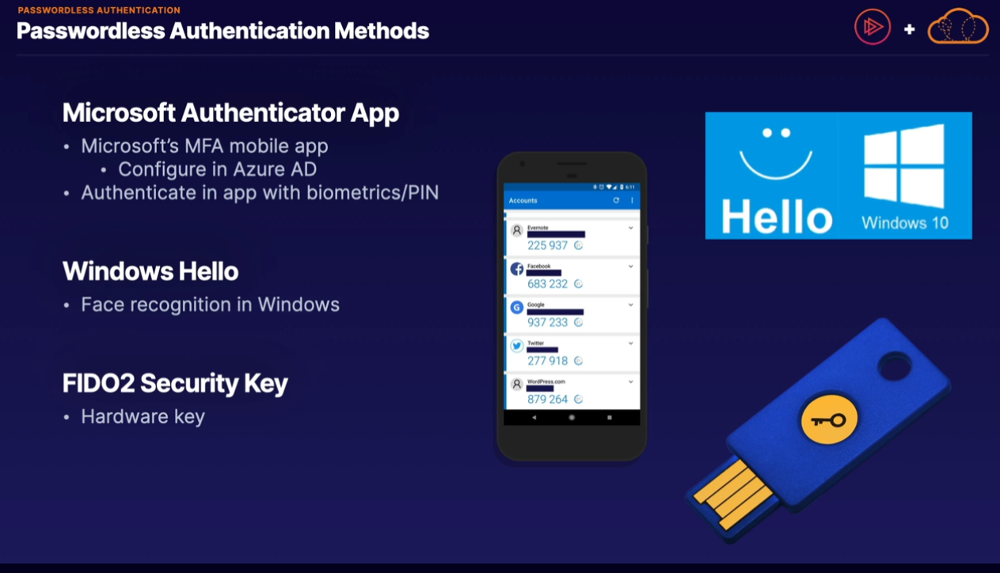 PASSWORDLESS AUTHENTICATION
Passwordless Authentication Methods
+
Microsoft Authenticator App
• Microsoft’s MFA mobile app
• Configure in Azure AD
• Authenticate in app with biometrics/PIN
Windows Hello
• Face recognition in Windows
FIDO2 Security Key
• Hardware key
6:11
Accounts
Evernote
225 937
Facebook
683 232
Google
937 233
Twitter
277 918
WordPress.com
879 264
Hello
Windows 10